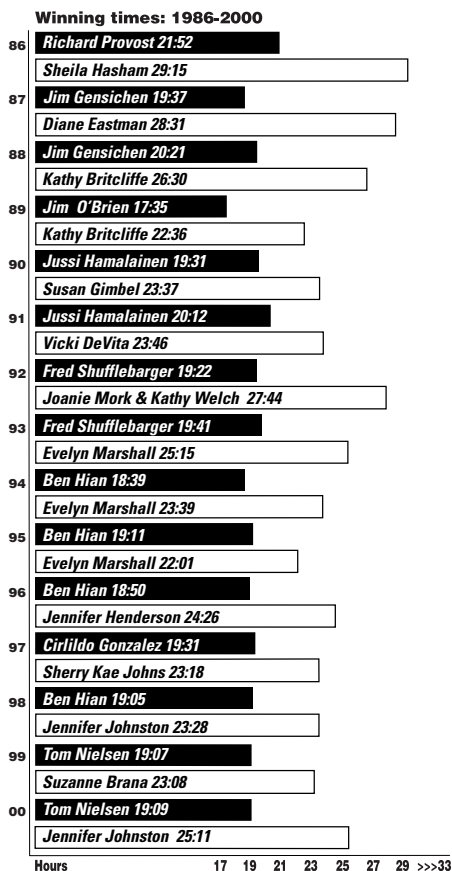 Winning times: 1986-2000
86 Richard Provost 21:52
Sheila Hasham 29:15
87 Jim Gensichen 19:37
Diane Eastman 28:31
88 Jim Gensichen 20:21
Kathy Britcliffe 26:30
89 Jim O'Brien 17:35
Kathy Britcliffe 22:36
90 Jussi Hamalainen 19:31
Susan Gimbel 23:37
91 Jussi Hamalainen 20:12
Vicki DeVita 23:46
92 Fred Shufflebarger 19:22
Joanie Mork & Kathy Welch 27:44
93 Fred Shufflebarger 19:41
Evelyn Marshall 25:15
94 Ben Hian 18:39
Evelyn Marshall 23:39
95 Ben Hian 19:11
Evelyn Marshall 22:01
96 Ben Hian 18:50
Jennifer Henderson 24:26
97 Cirlildo Gonzalez 19:31
Sherry Kae Johns 23:18
98 Ben Hian 19:05
Jennifer Johnston 23:28
99 Tom Nielsen 19:07
Suzanne Brana 23:08
00 Tom Nielsen 19:09
Jennifer Johnston 25:11
Hours 17 19 21 23 25 27 29 >>>33